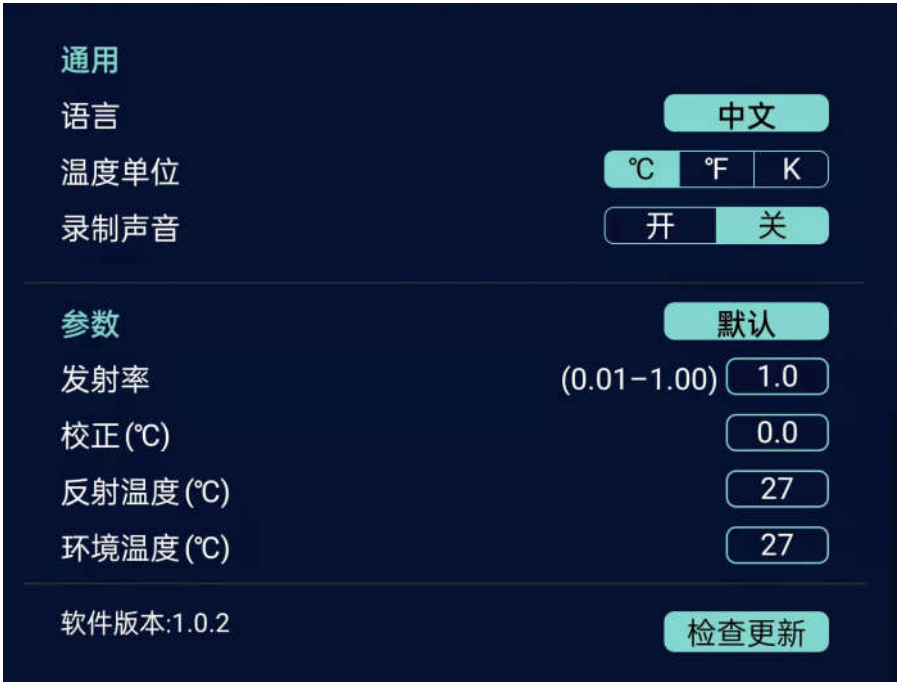 通用
语言 中文
温度单位 ℃ ℉ K
录制声音 开 关
参数 默认
发射率 (0.01–1.00) 1.0
校正(℃) 0.0
反射温度(℃) 27
环境温度(℃) 27
软件版本:1.0.2 检查更新